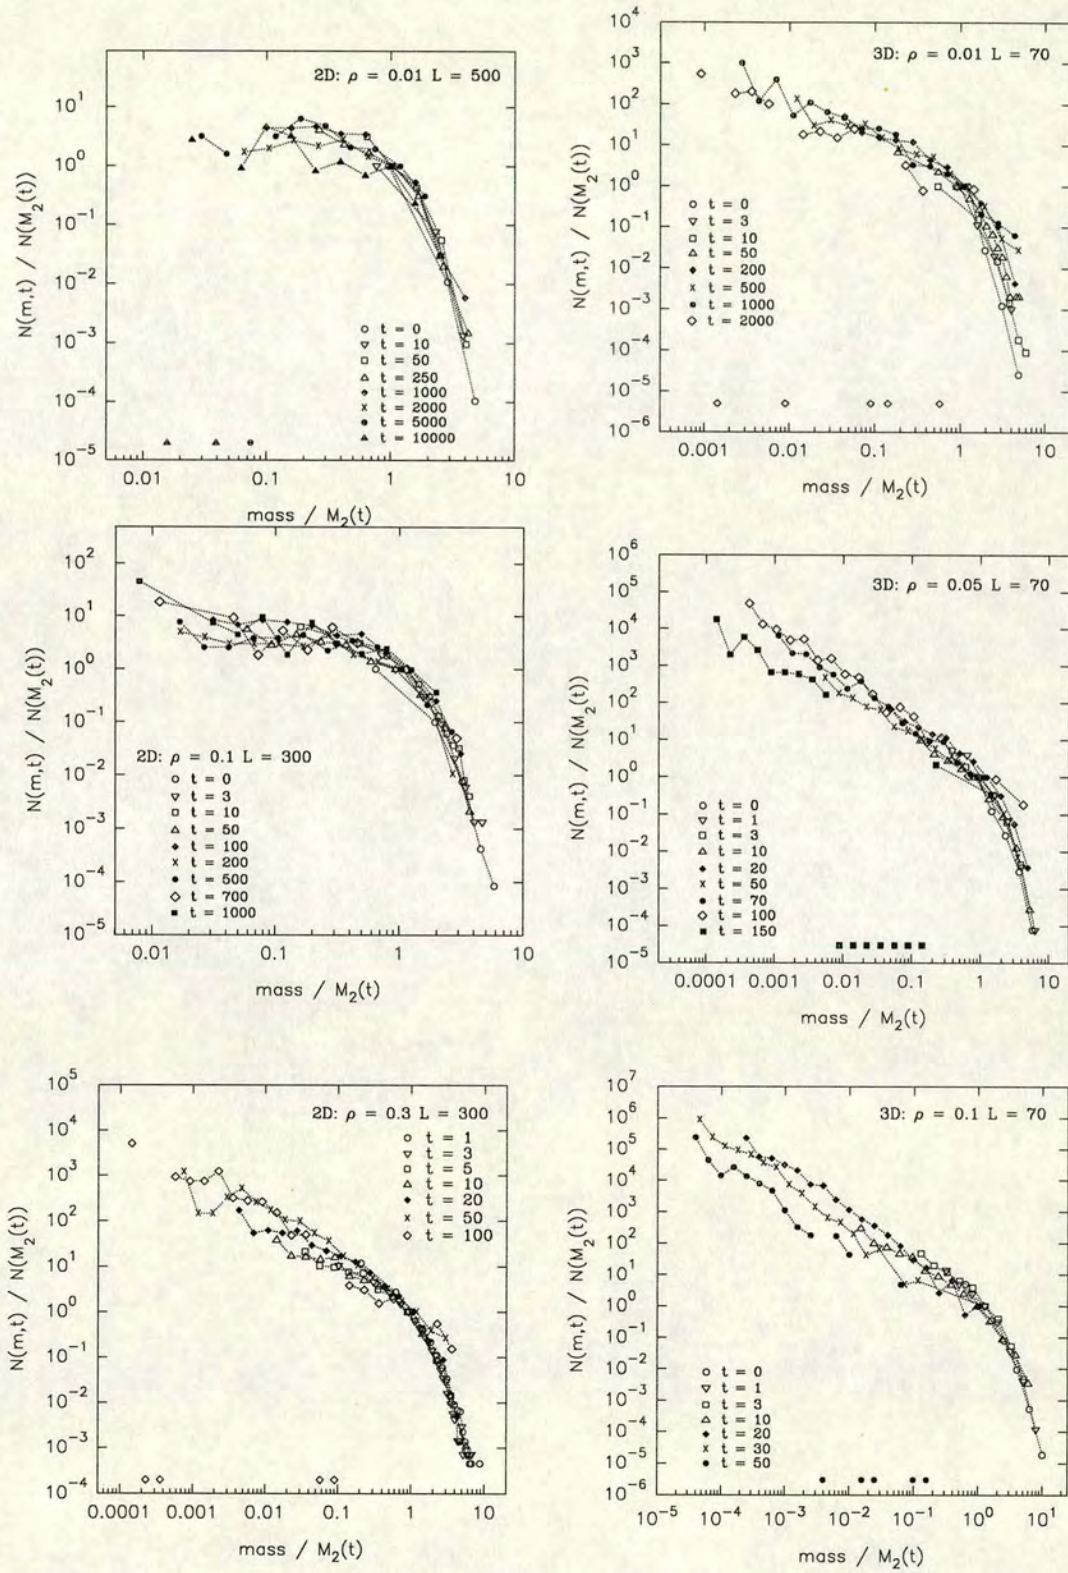 2D: ρ = 0.01 L = 500
N(m,t) / N(M₂(t))
10¹
10⁰
10⁻¹
10⁻²
10⁻³
10⁻⁴
10⁻⁵
t = 0
t = 10
t = 50
t = 250
t = 1000
t = 2000
t = 5000
t = 10000
0.01 0.1 1 10
mass / M₂(t)
3D: ρ = 0.01 L = 70
N(m,t) / N(M₂(t))
10⁴
10³
10²
10¹
10⁰
10⁻¹
10⁻²
10⁻³
10⁻⁴
10⁻⁵
10⁻⁶
t = 0
t = 3
t = 10
t = 50
t = 200
t = 500
t = 1000
t = 2000
0.001 0.01 0.1 1 10
mass / M₂(t)
2D: ρ = 0.1 L = 300
N(m,t) / N(M₂(t))
10²
10¹
10⁰
10⁻¹
10⁻²
10⁻³
10⁻⁴
10⁻⁵
t = 0
t = 3
t = 10
t = 50
t = 100
t = 200
t = 500
t = 700
t = 1000
0.01 0.1 1 10
mass / M₂(t)
3D: ρ = 0.05 L = 70
N(m,t) / N(M₂(t))
10⁶
10⁵
10⁴
10³
10²
10¹
10⁰
10⁻¹
10⁻²
10⁻³
10⁻⁴
10⁻⁵
t = 0
t = 1
t = 3
t = 10
t = 20
t = 50
t = 70
t = 100
t = 150
0.0001 0.001 0.01 0.1 1 10
mass / M₂(t)
2D: ρ = 0.3 L = 300
N(m,t) / N(M₂(t))
10⁵
10⁴
10³
10²
10¹
10⁰
10⁻¹
10⁻²
10⁻³
10⁻⁴
t = 1
t = 3
t = 5
t = 10
t = 20
t = 50
t = 100
0.0001 0.001 0.01 0.1 1 10
mass / M₂(t)
3D: ρ = 0.1 L = 70
N(m,t) / N(M₂(t))
10⁷
10⁶
10⁵
10⁴
10³
10²
10¹
10⁰
10⁻¹
10⁻²
10⁻³
10⁻⁴
10⁻⁵
10⁻⁶
t = 0
t = 1
t = 3
t = 10
t = 20
t = 30
t = 50
10⁻⁵ 10⁻⁴ 10⁻³ 10⁻² 10⁻¹ 10⁰ 10¹
mass / M₂(t)